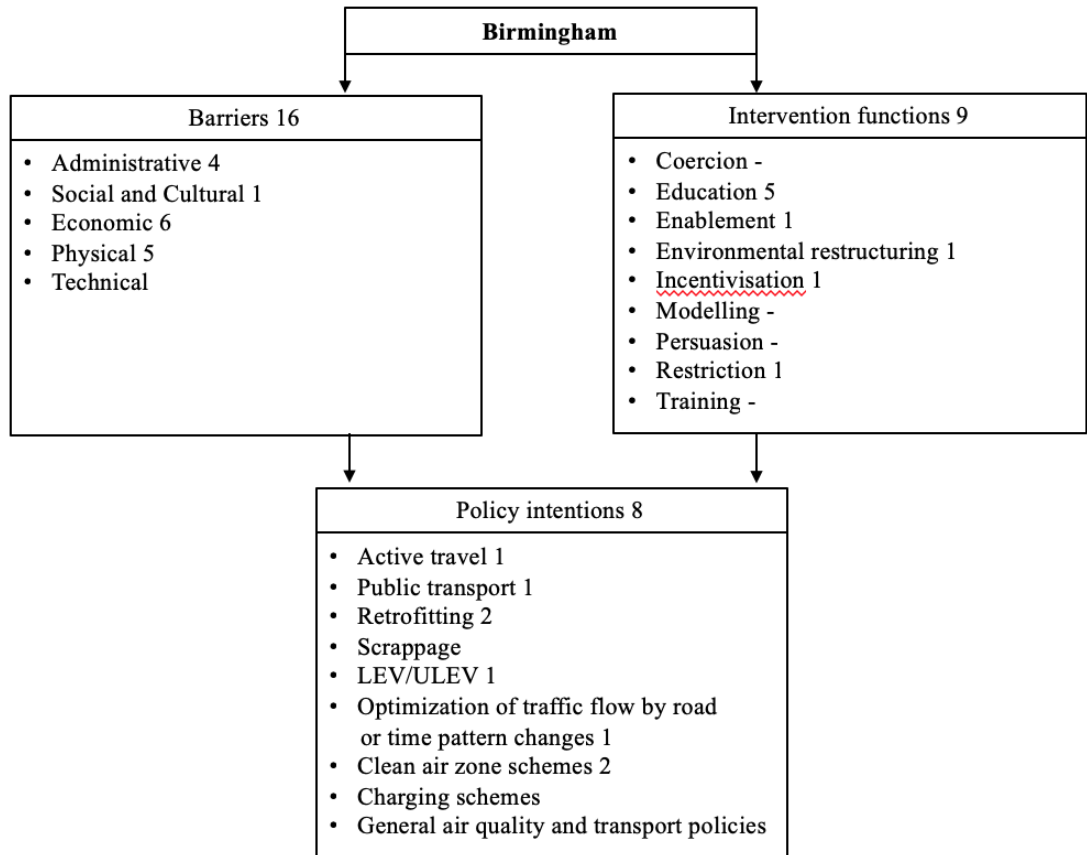 Birmingham
Barriers 16
• Administrative 4
• Social and Cultural 1
• Economic 6
• Physical 5
• Technical
Intervention functions 9
• Coercion -
• Education 5
• Enablement 1
• Environmental restructuring 1
• Incentivisation 1
• Modelling -
• Persuasion -
• Restriction 1
• Training -
Policy intentions 8
• Active travel 1
• Public transport 1
• Retrofitting 2
• Scrappage
• LEV/ULEV 1
• Optimization of traffic flow by road
or time pattern changes 1
• Clean air zone schemes 2
• Charging schemes
• General air quality and transport policies